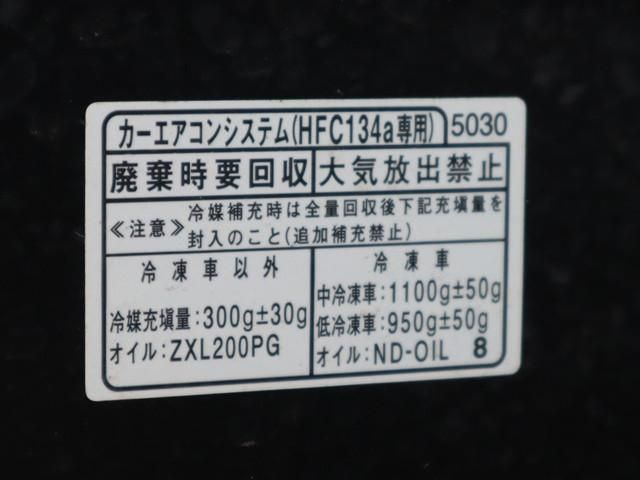 カーエアコンシステム(HFC134a専用) 5030
廃棄時要回収 大気放出禁止
≪注意≫ 冷媒補充時は全量回収後下記充填量を
封入のこと(追加補充禁止)
冷凍車以外
冷媒充填量:300g±30g
オイル:ZXL200PG
冷凍車
中冷凍車:1100g±50g
低冷凍車:950g±50g
オイル:ND-OIL 8